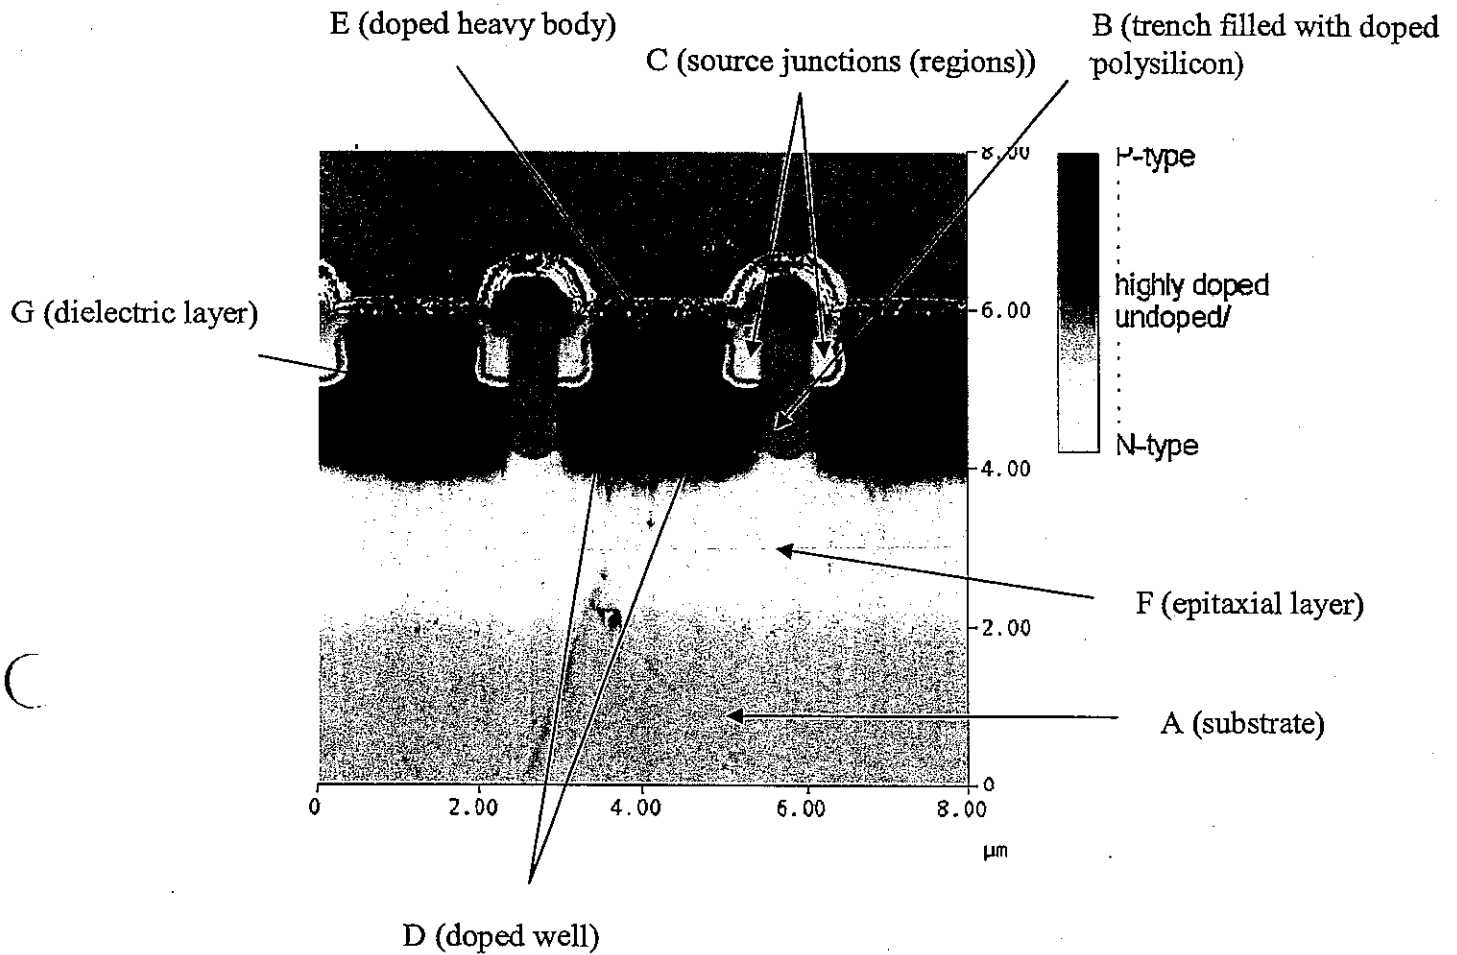 E (doped heavy body)
B (trench filled with doped
polysilicon)
C (source junctions (regions))
8.00
P-type
G (dielectric layer)
6.00
highly doped
undoped/
4.00
N-type
F (epitaxial layer)
2.00
A (substrate)
0
0
2.00
4.00
6.00
8.00
µm
D (doped well)